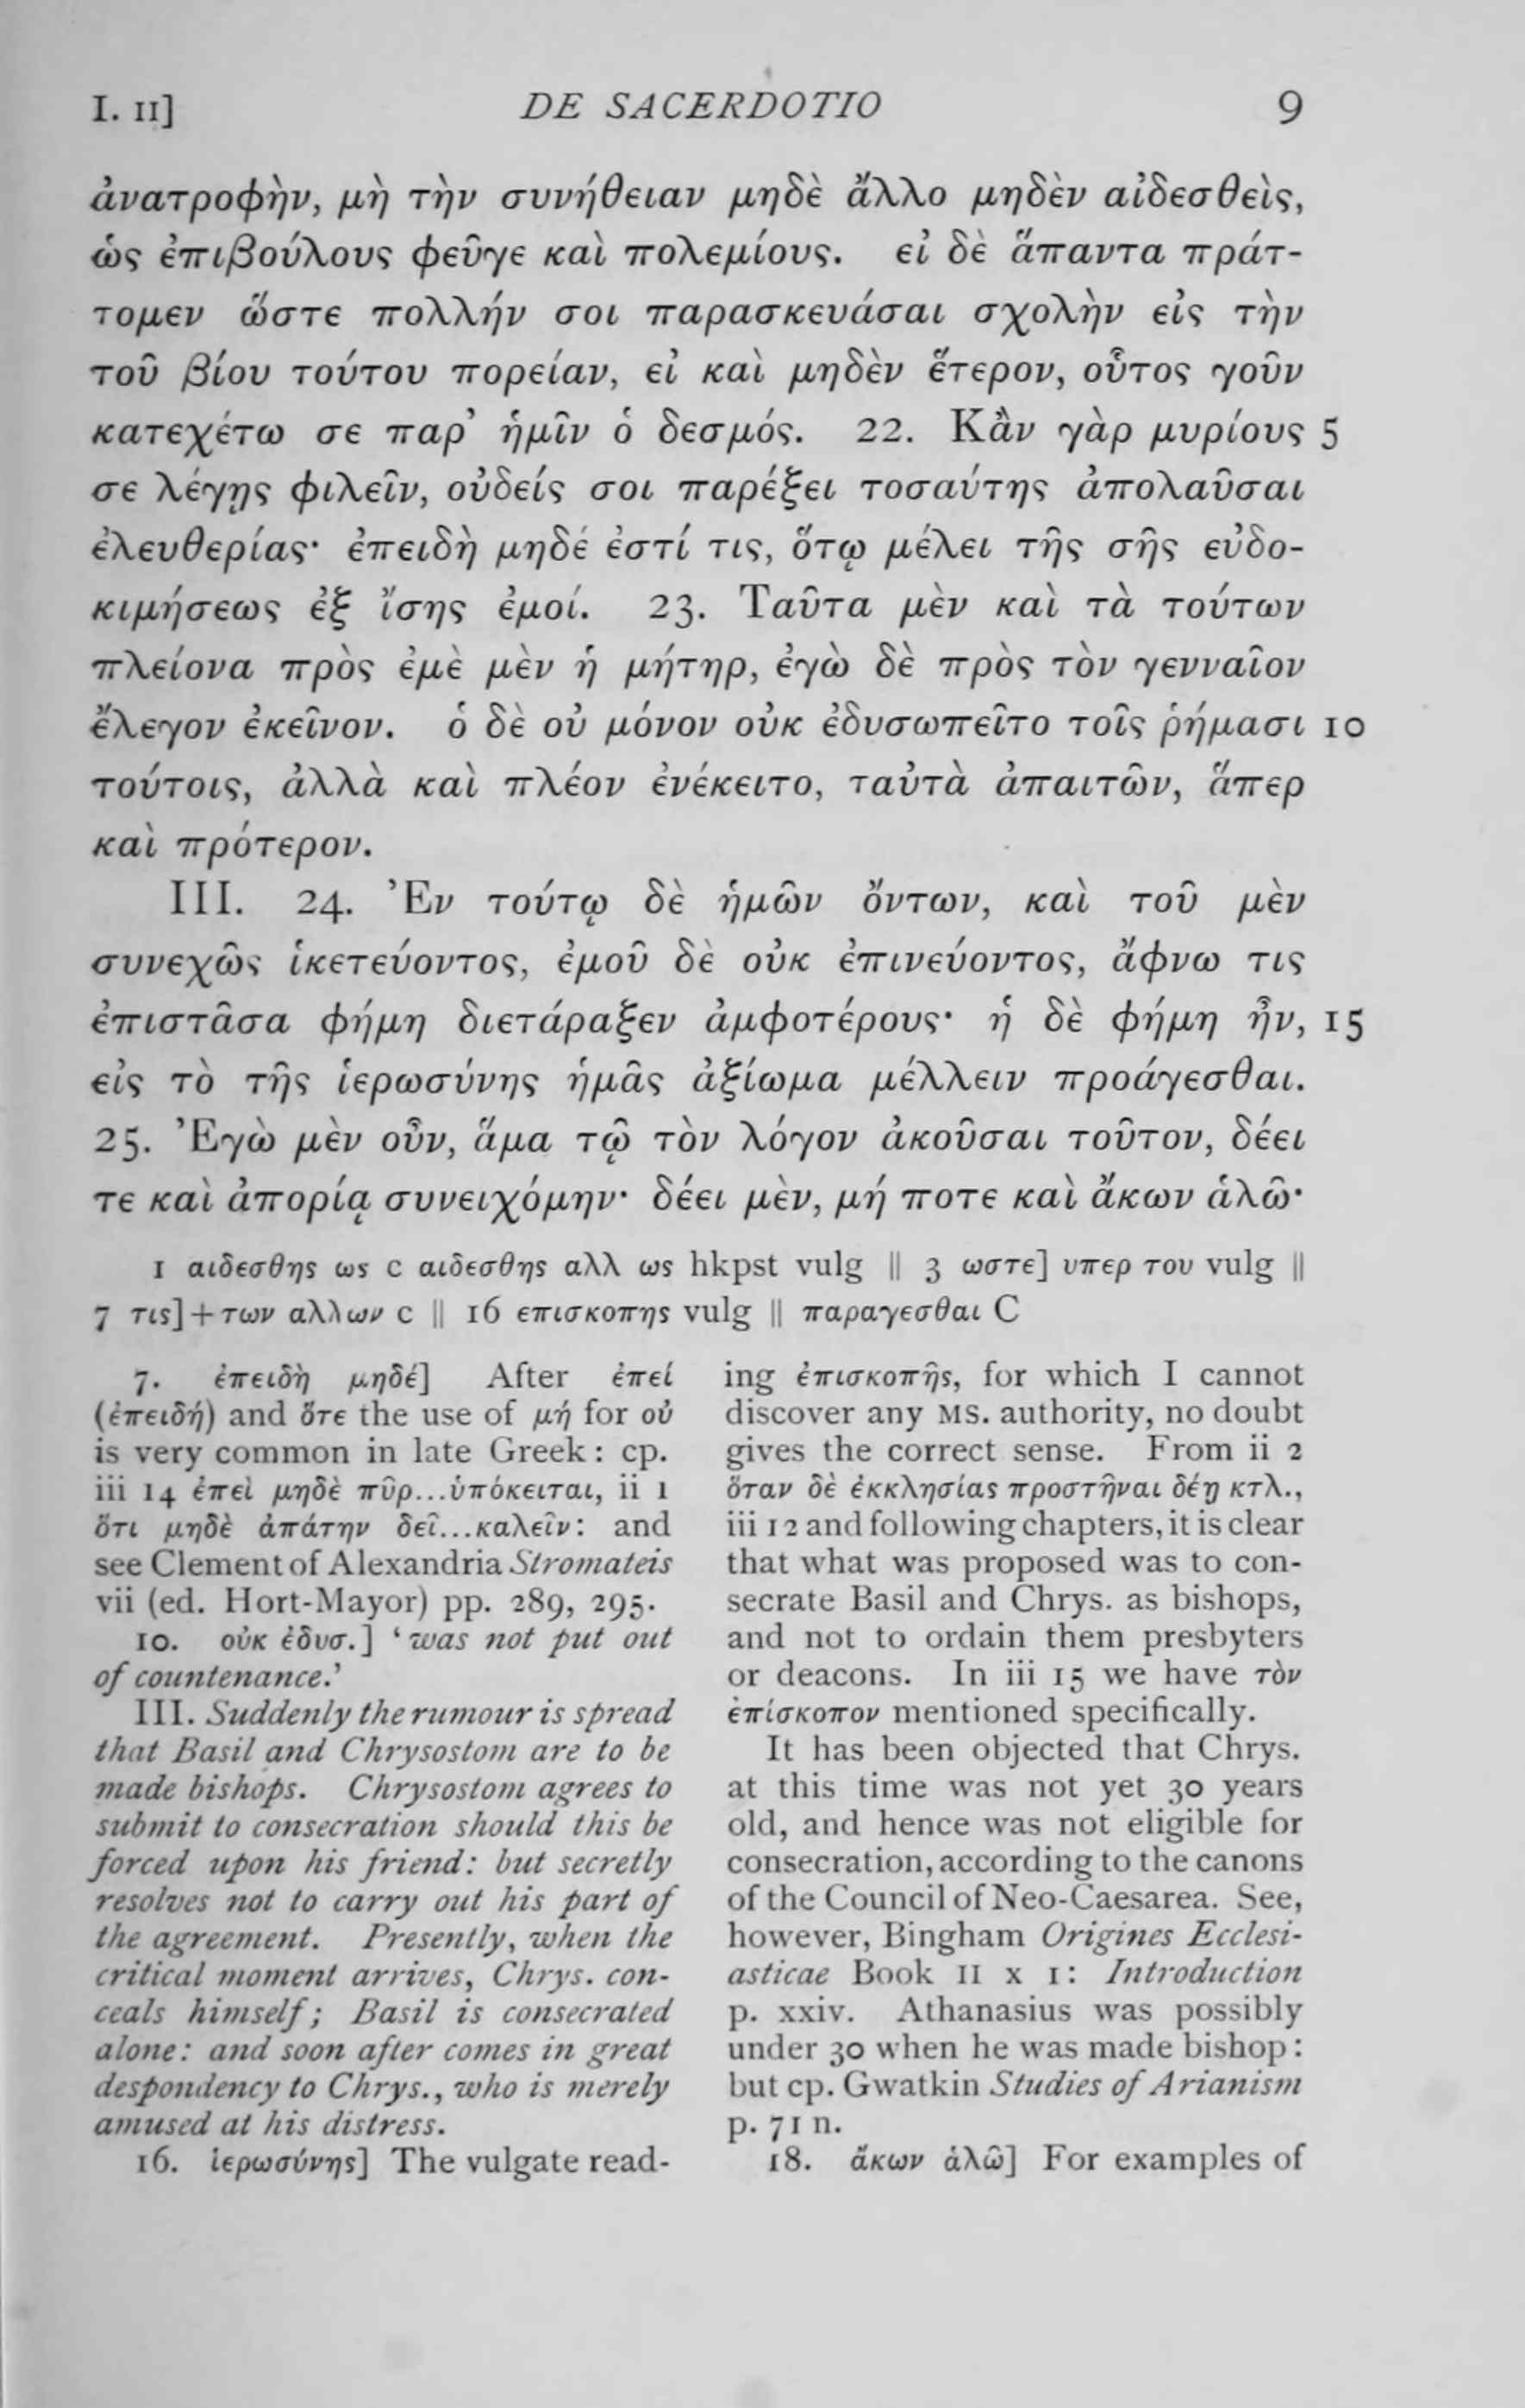 I. II] DE SACERDOTIO 9
ἀνατροφὴν, μὴ τὴν συνήθειαν μηδὲ ἄλλο μηδὲν αἰδεσθεὶς,
ὡς ἐπιβούλους φεῦγε καὶ πολεμίους. εἰ δὲ ἅπαντα πράτ-
τομεν ὥστε πολλήν σοι παρασκευάσαι σχολὴν εἰς τὴν
τοῦ βίου τούτου πορείαν, εἰ καὶ μηδὲν ἕτερον, οὗτος γοῦν
κατεχέτω σε παρ’ ἡμῖν ὁ δεσμός. 22. Κἂν γὰρ μυρίους 5
σε λέγῃς φιλεῖν, οὐδείς σοι παρέξει τοσαύτης ἀπολαῦσαι
ἐλευθερίας· ἐπειδὴ μηδέ ἐστί τις, ὅτῳ μέλει τῆς σῆς εὐδο-
κιμήσεως ἐξ ἴσης ἐμοί. 23. Ταῦτα μὲν καὶ τὰ τούτων
πλείονα πρὸς ἐμὲ μὲν ἡ μήτηρ, ἐγὼ δὲ πρὸς τὸν γενναῖον
ἔλεγον ἐκεῖνον. ὁ δὲ οὐ μόνον οὐκ ἐδυσωπεῖτο τοῖς ῥήμασι 10
τούτοις, ἀλλὰ καὶ πλέον ἐνέκειτο, ταὐτὰ ἀπαιτῶν, ἅπερ
καὶ πρότερον.
III. 24. Ἐν τούτῳ δὲ ἡμῶν ὄντων, καὶ τοῦ μὲν
συνεχῶς ἱκετεύοντος, ἐμοῦ δὲ οὐκ ἐπινεύοντος, ἄφνω τις
ἐπιστᾶσα φήμη διετάραξεν ἀμφοτέρους· ἡ δὲ φήμη ἦν, 15
εἰς τὸ τῆς ἱερωσύνης ἡμᾶς ἀξίωμα μέλλειν προάγεσθαι.
25. Ἐγὼ μὲν οὖν, ἅμα τῷ τὸν λόγον ἀκοῦσαι τοῦτον, δέει
τε καὶ ἀπορίᾳ συνειχόμην· δέει μὲν, μή ποτε καὶ ἄκων ἁλῶ·
1 αιδεσθης ως c αιδεσθης αλλ ως hkpst vulg || 3 ωστε] υπερ του vulg ||
7 τις]+των αλλων c || 16 επισκοπης vulg || παραγεσθαι C
7. ἐπειδὴ μηδέ] After ἐπεί
(ἐπειδή) and ὅτε the use of μή for οὐ
is very common in late Greek: cp.
iii 14 ἐπεὶ μηδὲ πῦρ...ὑπόκειται, ii 1
ὅτι μηδὲ ἀπάτην δεῖ...καλεῖν: and
see Clement of Alexandria Stromateis
vii (ed. Hort-Mayor) pp. 289, 295.
10. οὐκ ἐδυσ.] ‘was not put out
of countenance.’
III. Suddenly the rumour is spread
that Basil and Chrysostom are to be
made bishops. Chrysostom agrees to
submit to consecration should this be
forced upon his friend: but secretly
resolves not to carry out his part of
the agreement. Presently, when the
critical moment arrives, Chrys. con-
ceals himself; Basil is consecrated
alone: and soon after comes in great
despondency to Chrys., who is merely
amused at his distress.
16. ἱερωσύνης] The vulgate read-
ing ἐπισκοπῆς, for which I cannot
discover any MS. authority, no doubt
gives the correct sense. From ii 2
ὅταν δὲ ἐκκλησίας προστῆναι δέῃ κτλ.,
iii 12 and following chapters, it is clear
that what was proposed was to con-
secrate Basil and Chrys. as bishops,
and not to ordain them presbyters
or deacons. In iii 15 we have τὸν
ἐπίσκοπον mentioned specifically.
It has been objected that Chrys.
at this time was not yet 30 years
old, and hence was not eligible for
consecration, according to the canons
of the Council of Neo-Caesarea. See,
however, Bingham Origines Ecclesi-
asticae Book II x 1: Introduction
p. xxiv. Athanasius was possibly
under 30 when he was made bishop:
but cp. Gwatkin Studies of Arianism
p. 71 n.
18. ἄκων ἁλῶ] For examples of